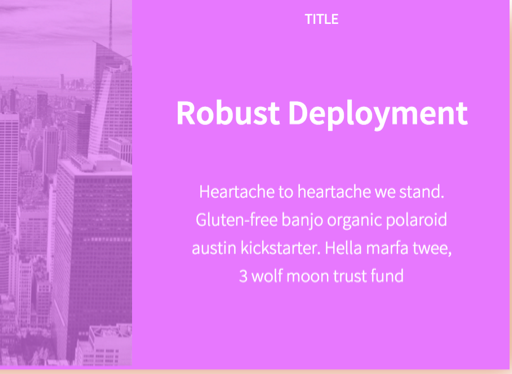 TITLE
Robust Deployment
Heartache to heartache we stand.
Gluten-free banjo organic polaroid
austin kickstarter. Hella marfa twee,
3 wolf moon trust fund